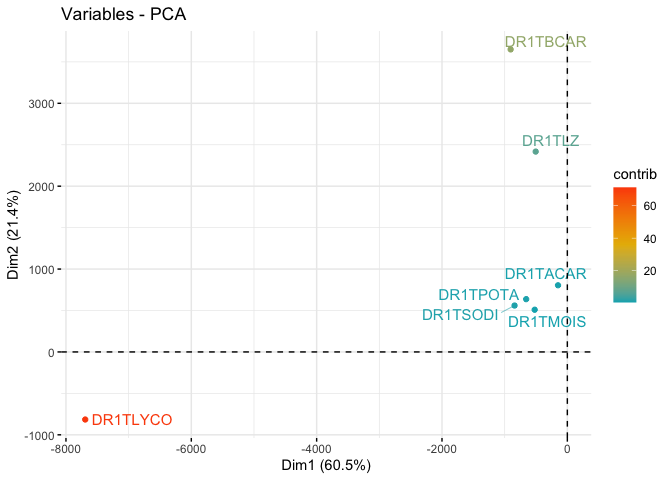 Variables - PCA
DR1TBCAR
3000
DR1TLZ
contrib
60
2000
40
Dim2 (21.4%)
20
1000
DR1TACAR
DR1TPOTA
DR1TSODI
DR1TMOIS
0
DR1TLYCO
-1000
-8000 -6000 -4000 -2000 0
Dim1 (60.5%)